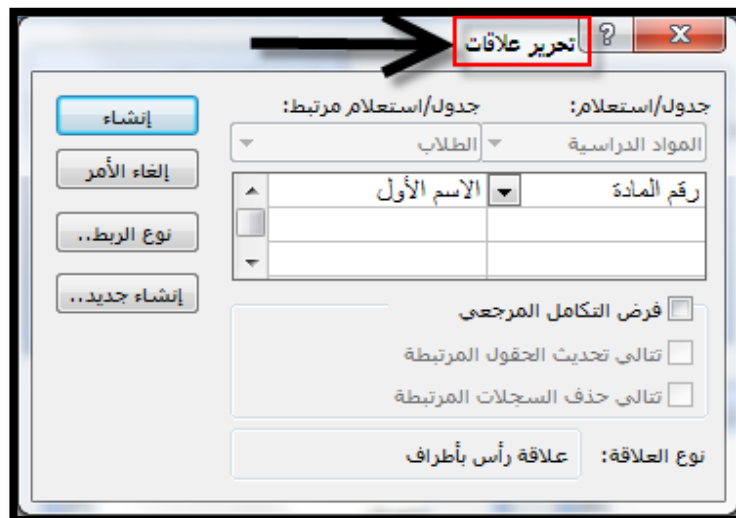 تحرير علاقات
جدول/استعلام: جدول/استعلام مرتبط:
المواد الدراسية الطلاب
رقم المادة الاسم الأول
إنشاء
إلغاء الأمر
نوع الربط..
إنشاء جديد..
فرض التكامل المرجعي
تتالي تحديث الحقول المرتبطة
تتالي حذف السجلات المرتبطة
نوع العلاقة: علاقة رأس بأطراف